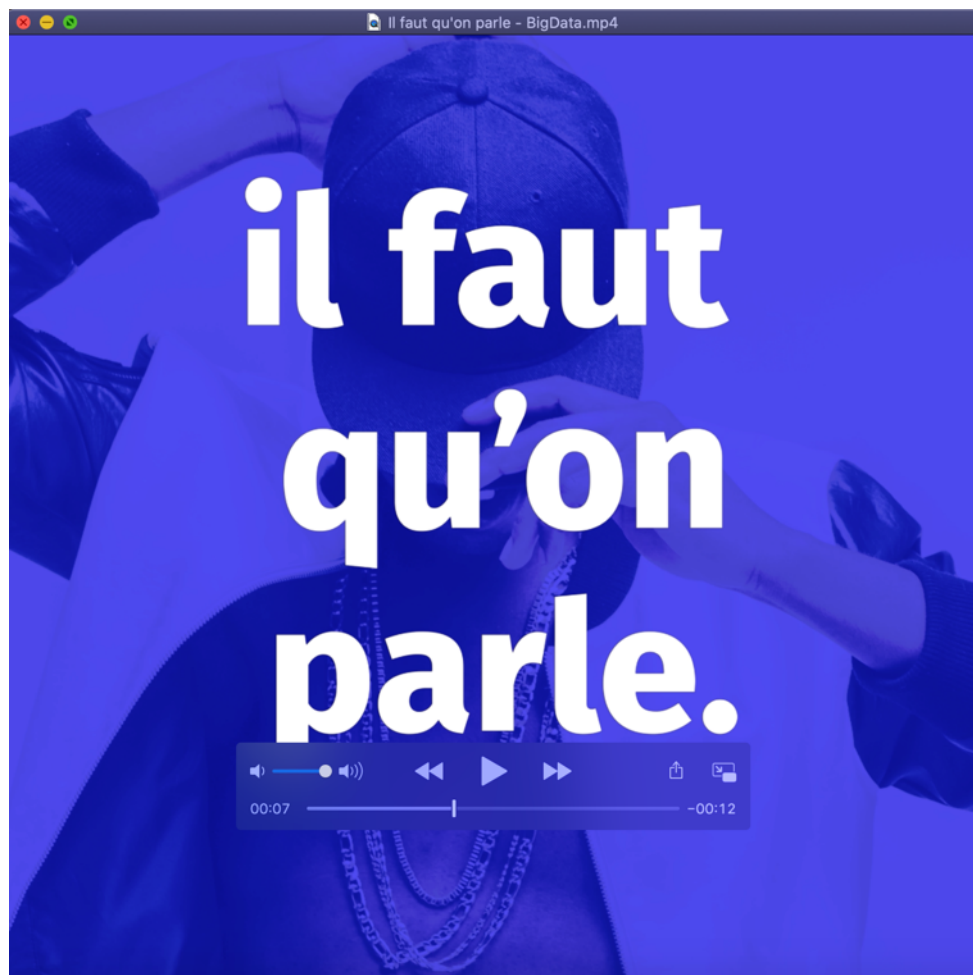 Il faut qu'on parle - BigData.mp4
il faut
qu’on
parle.
00:07
-00:12